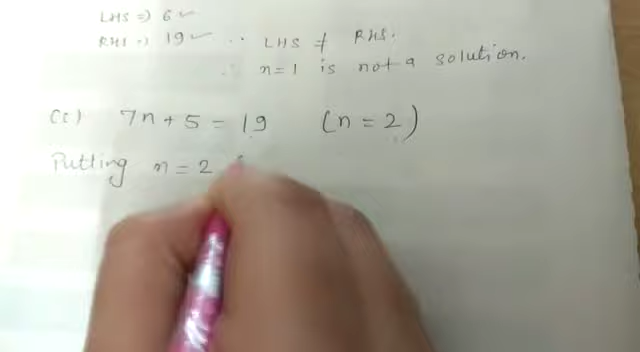 LHS => 6 ✓
RHS => 19 ✓ ∴ LHS ≠ RHS.
∴ n=1 is not a solution.
(c) 7n + 5 = 19 (n = 2)
Putting n = 2